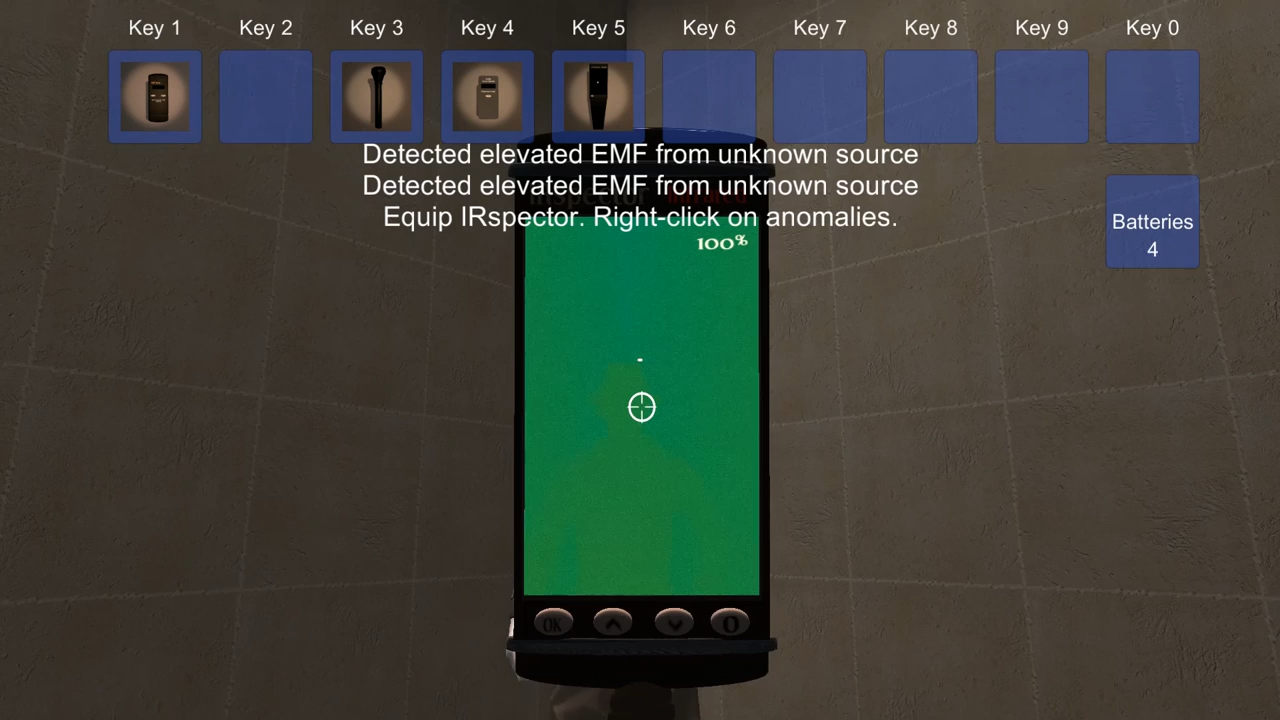 Key 1 Key 2 Key 3 Key 4 Key 5 Key 6 Key 7 Key 8 Key 9 Key 0
Detected elevated EMF from unknown source
Detected elevated EMF from unknown source
Equip IRspector. Right-click on anomalies.
Batteries
4
100%
OK
0